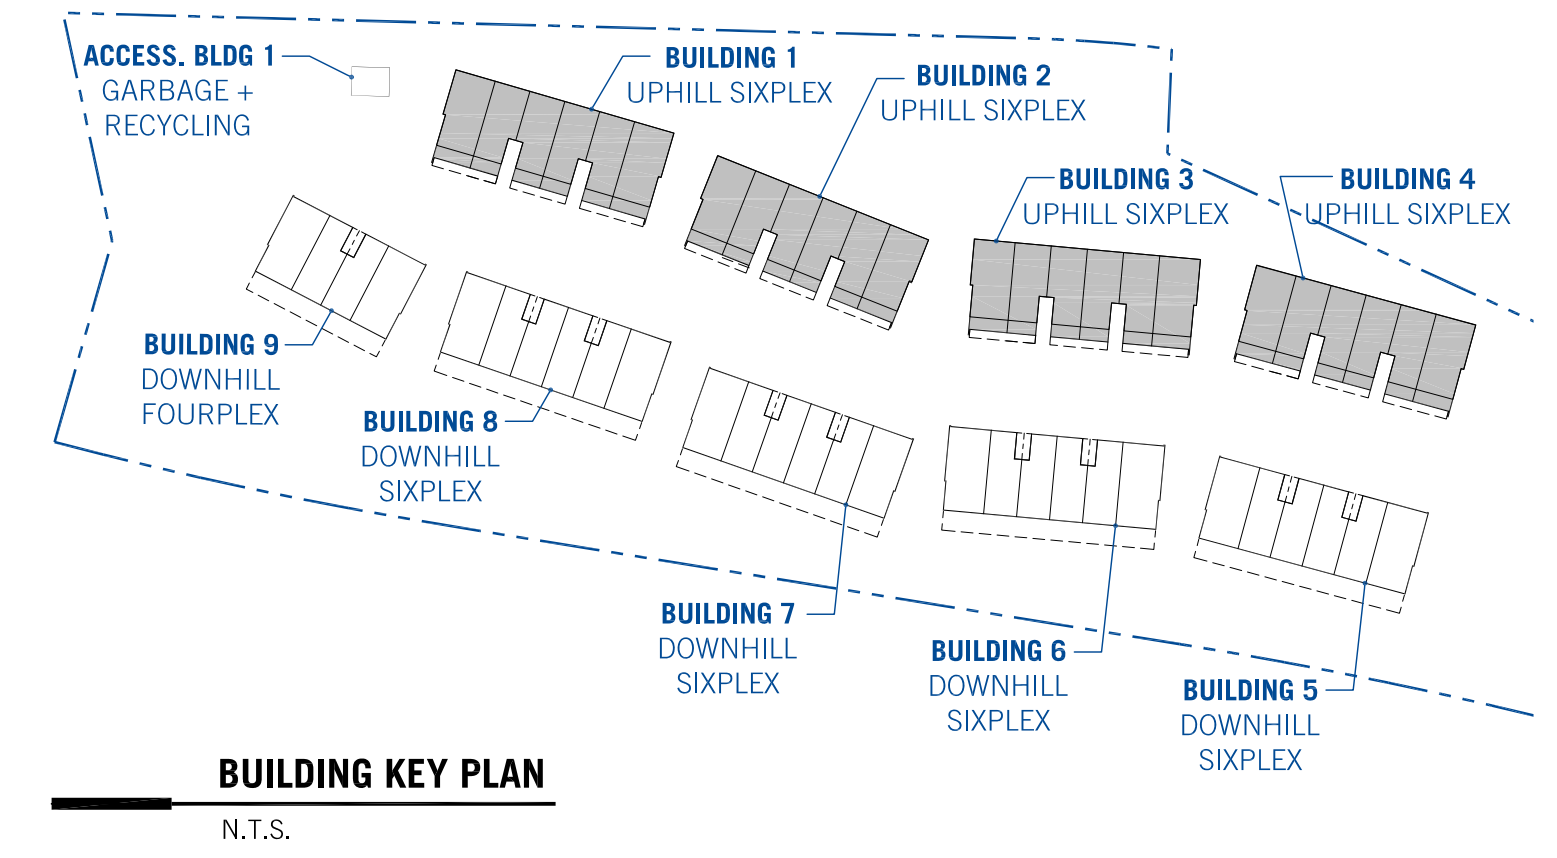 ACCESS. BLDG 1
GARBAGE +
RECYCLING
BUILDING 1
UPHILL SIXPLEX
BUILDING 2
UPHILL SIXPLEX
BUILDING 3
UPHILL SIXPLEX
BUILDING 4
UPHILL SIXPLEX
BUILDING 9
DOWNHILL
FOURPLEX
BUILDING 8
DOWNHILL
SIXPLEX
BUILDING 7
DOWNHILL
SIXPLEX
BUILDING 6
DOWNHILL
SIXPLEX
BUILDING 5
DOWNHILL
SIXPLEX
BUILDING KEY PLAN
N.T.S.